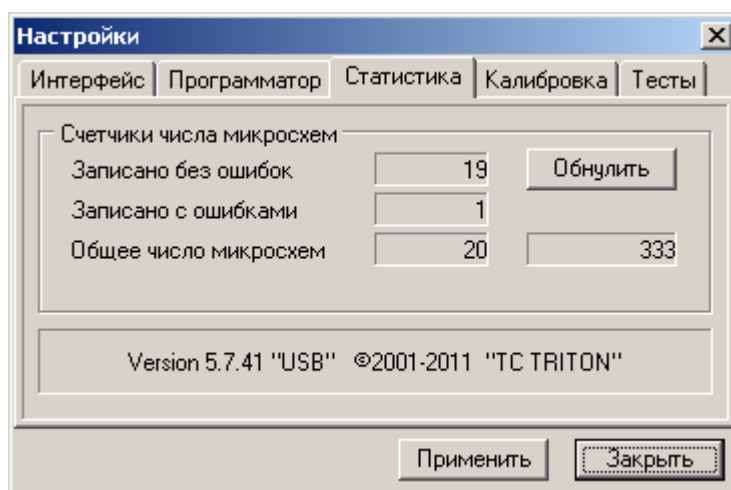 Настройки
Интерфейс Программатор Статистика Калибровка Тесты
Счетчики числа микросхем
Записано без ошибок 19 Обнулить
Записано с ошибками 1
Общее число микросхем 20 333
Version 5.7.41 "USB" ©2001-2011 "TC TRITON"
Применить Закрыть